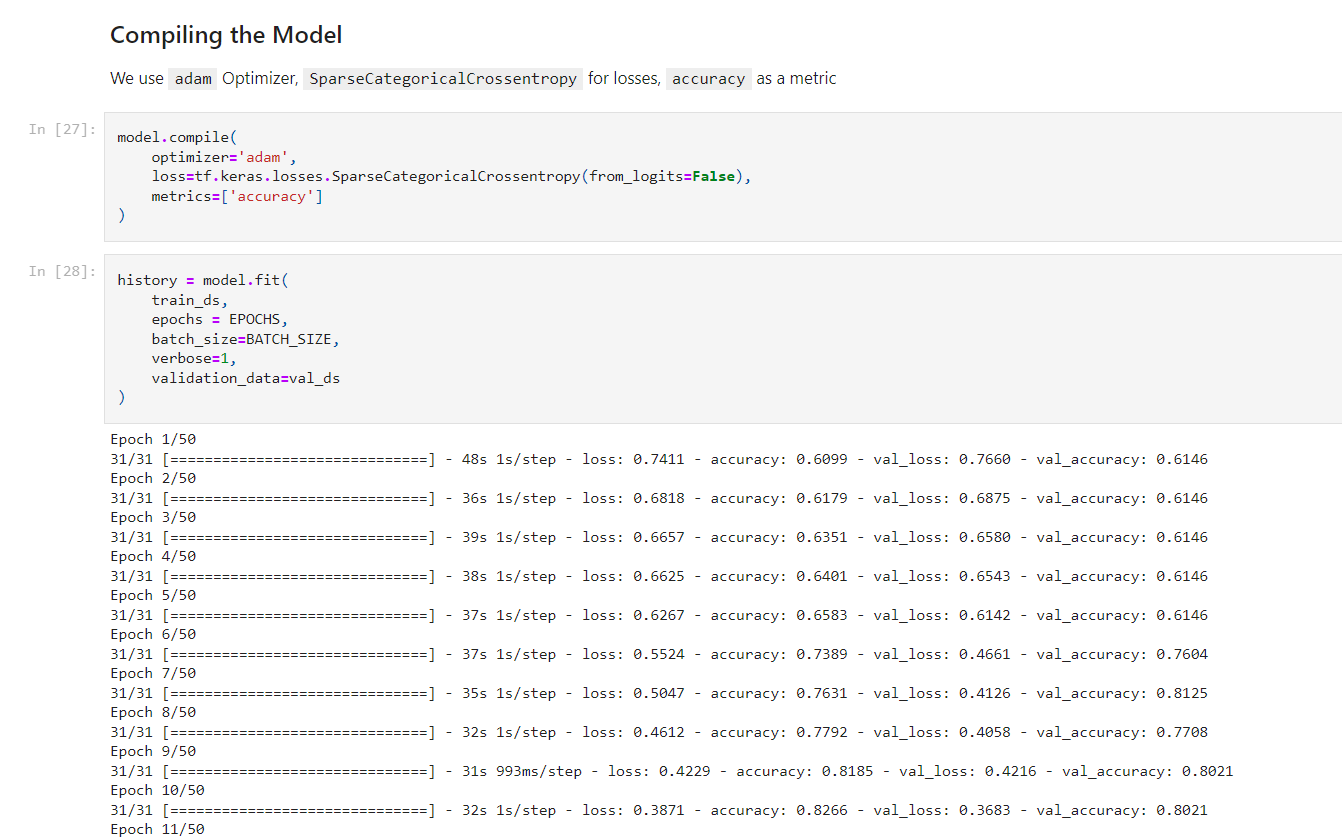 Compiling the Model
We use adam Optimizer, SparseCategoricalCrossentropy for losses, accuracy as a metric
In [27]:
model.compile(
    optimizer='adam',
    loss=tf.keras.losses.SparseCategoricalCrossentropy(from_logits=False),
    metrics=['accuracy']
)
In [28]:
history = model.fit(
    train_ds,
    epochs = EPOCHS,
    batch_size=BATCH_SIZE,
    verbose=1,
    validation_data=val_ds
)
Epoch 1/50
31/31 [==============================] - 48s 1s/step - loss: 0.7411 - accuracy: 0.6099 - val_loss: 0.7660 - val_accuracy: 0.6146
Epoch 2/50
31/31 [==============================] - 36s 1s/step - loss: 0.6818 - accuracy: 0.6179 - val_loss: 0.6875 - val_accuracy: 0.6146
Epoch 3/50
31/31 [==============================] - 39s 1s/step - loss: 0.6657 - accuracy: 0.6351 - val_loss: 0.6580 - val_accuracy: 0.6146
Epoch 4/50
31/31 [==============================] - 38s 1s/step - loss: 0.6625 - accuracy: 0.6401 - val_loss: 0.6543 - val_accuracy: 0.6146
Epoch 5/50
31/31 [==============================] - 37s 1s/step - loss: 0.6267 - accuracy: 0.6583 - val_loss: 0.6142 - val_accuracy: 0.6146
Epoch 6/50
31/31 [==============================] - 37s 1s/step - loss: 0.5524 - accuracy: 0.7389 - val_loss: 0.4661 - val_accuracy: 0.7604
Epoch 7/50
31/31 [==============================] - 35s 1s/step - loss: 0.5047 - accuracy: 0.7631 - val_loss: 0.4126 - val_accuracy: 0.8125
Epoch 8/50
31/31 [==============================] - 32s 1s/step - loss: 0.4612 - accuracy: 0.7792 - val_loss: 0.4058 - val_accuracy: 0.7708
Epoch 9/50
31/31 [==============================] - 31s 993ms/step - loss: 0.4229 - accuracy: 0.8185 - val_loss: 0.4216 - val_accuracy: 0.8021
Epoch 10/50
31/31 [==============================] - 32s 1s/step - loss: 0.3871 - accuracy: 0.8266 - val_loss: 0.3683 - val_accuracy: 0.8021
Epoch 11/50